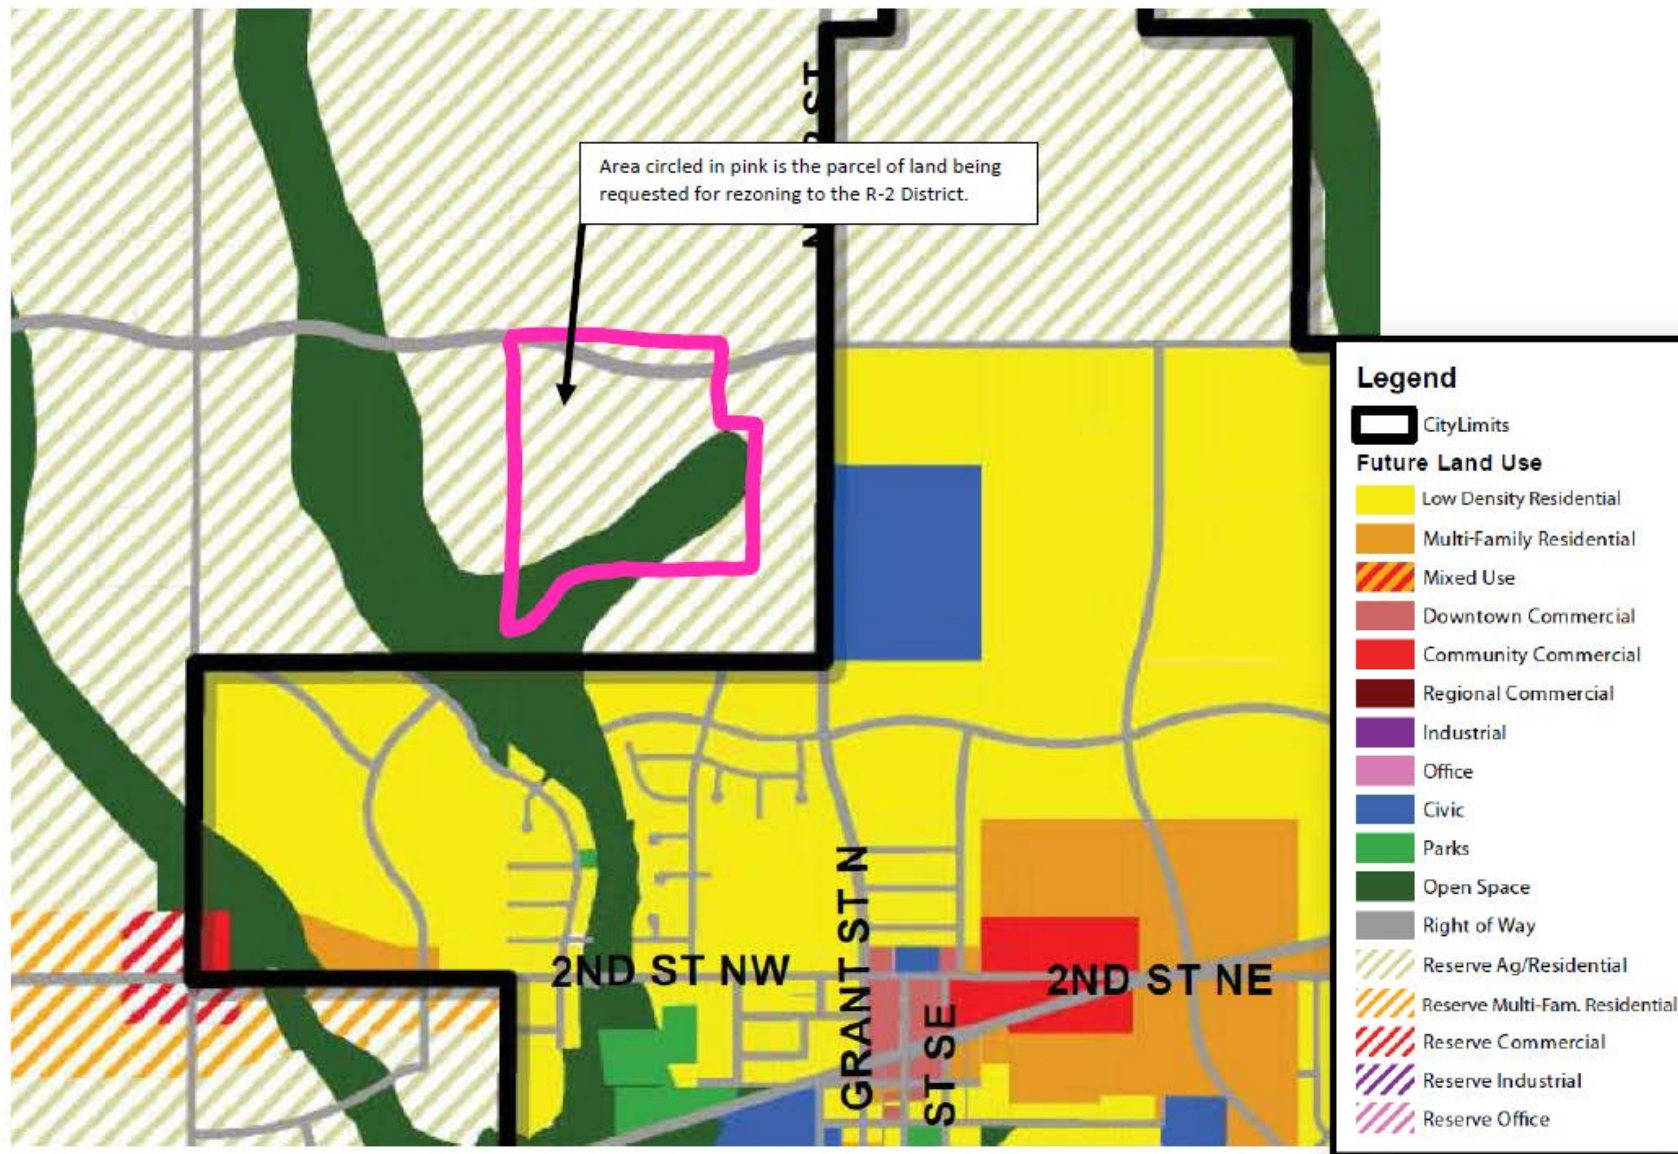 Area circled in pink is the parcel of land being
requested for rezoning to the R-2 District.
Legend
CityLimits
Future Land Use
Low Density Residential
Multi-Family Residential
Mixed Use
Downtown Commercial
Community Commercial
Regional Commercial
Industrial
Office
Civic
Parks
Open Space
Right of Way
Reserve Ag/Residential
Reserve Multi-Fam. Residential
Reserve Commercial
Reserve Industrial
Reserve Office
2ND ST NW
GRANT ST N
2ND ST NE
ST SE
ST